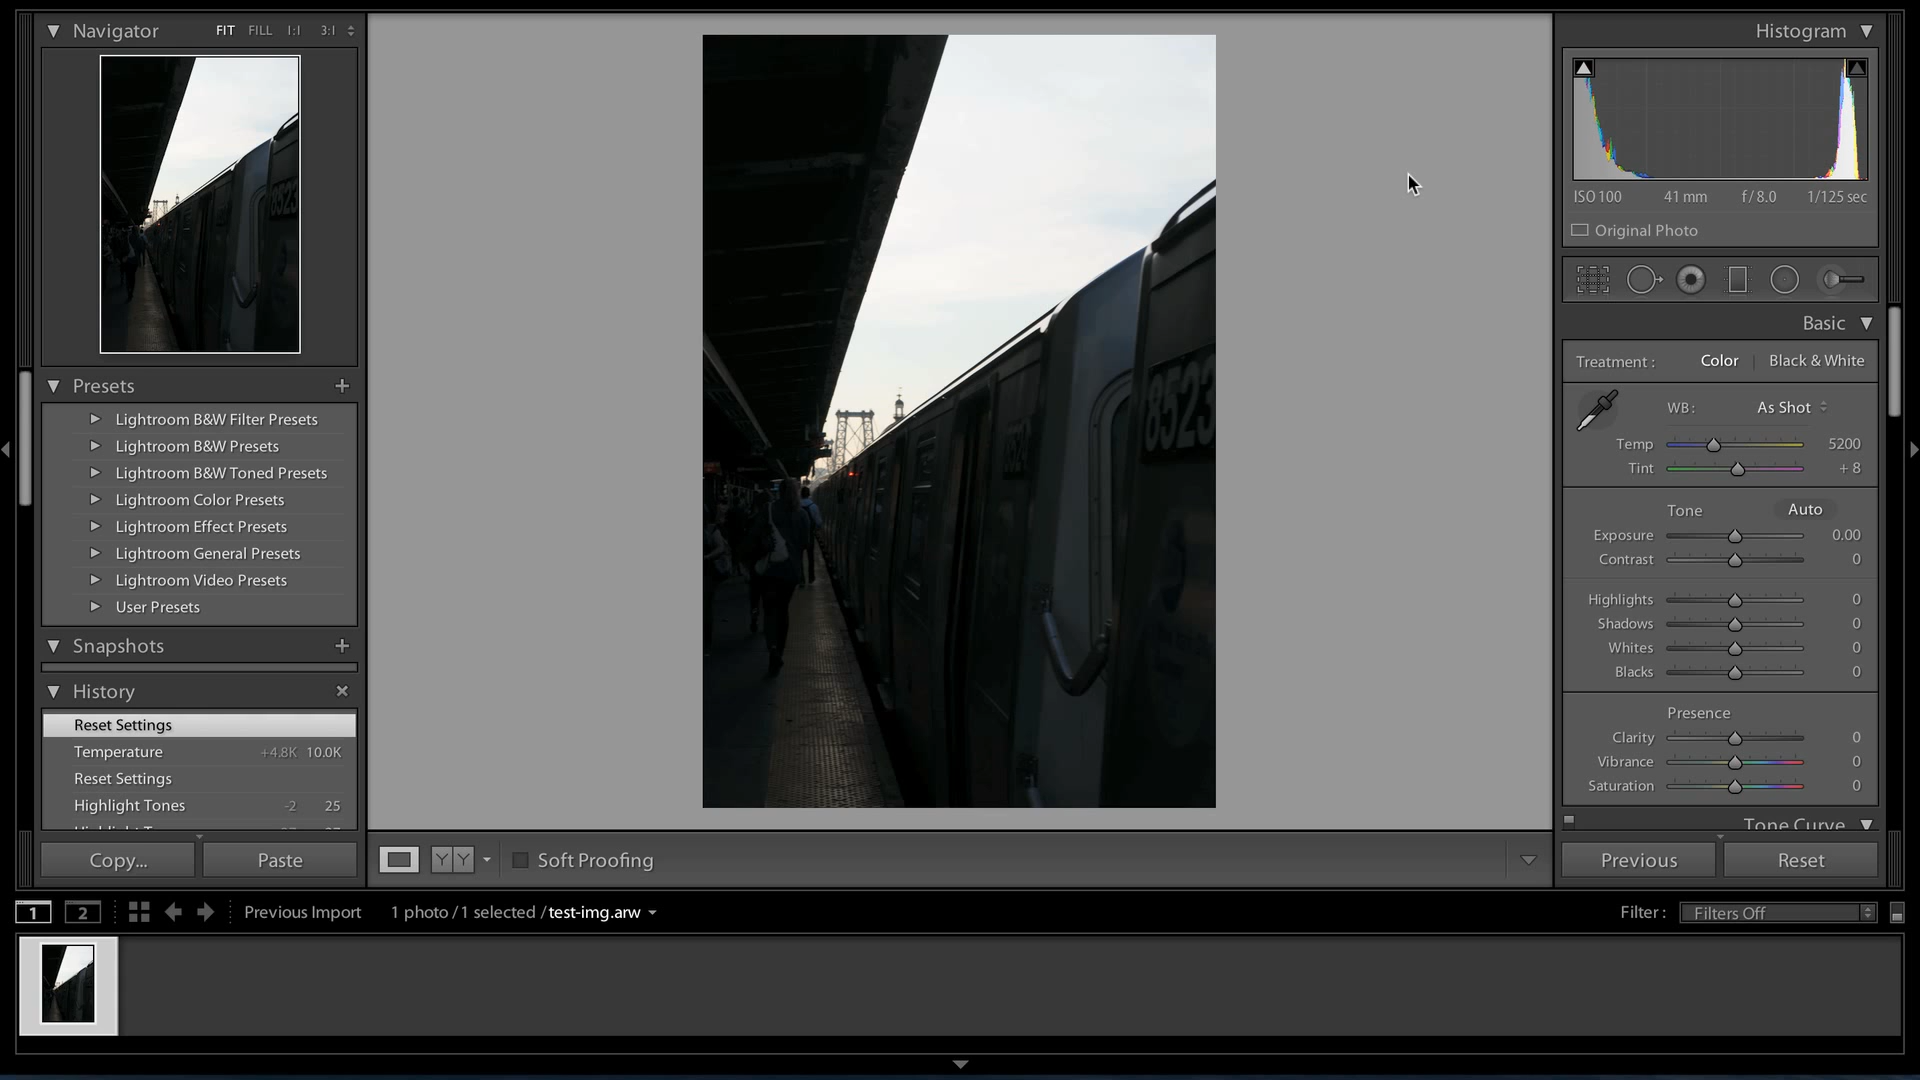 Navigator FIT FILL 1:1 3:1
Presets
Lightroom B&W Filter Presets
Lightroom B&W Presets
Lightroom B&W Toned Presets
Lightroom Color Presets
Lightroom Effect Presets
Lightroom General Presets
Lightroom Video Presets
User Presets
Snapshots
History
Reset Settings
Temperature +4.8K 10.0K
Reset Settings
Highlight Tones -2 25
Copy... Paste
8523
8523
Y Y Soft Proofing
Histogram
ISO 100 41 mm f / 8.0 1/125 sec
Original Photo
Basic
Treatment : Color Black & White
WB : As Shot
Temp 5200
Tint + 8
Tone Auto
Exposure 0.00
Contrast 0
Highlights 0
Shadows 0
Whites 0
Blacks 0
Presence
Clarity 0
Vibrance 0
Saturation 0
Tone Curve
Previous Reset
1 2 Previous Import 1 photo / 1 selected / test-img.arw Filter : Filters Off